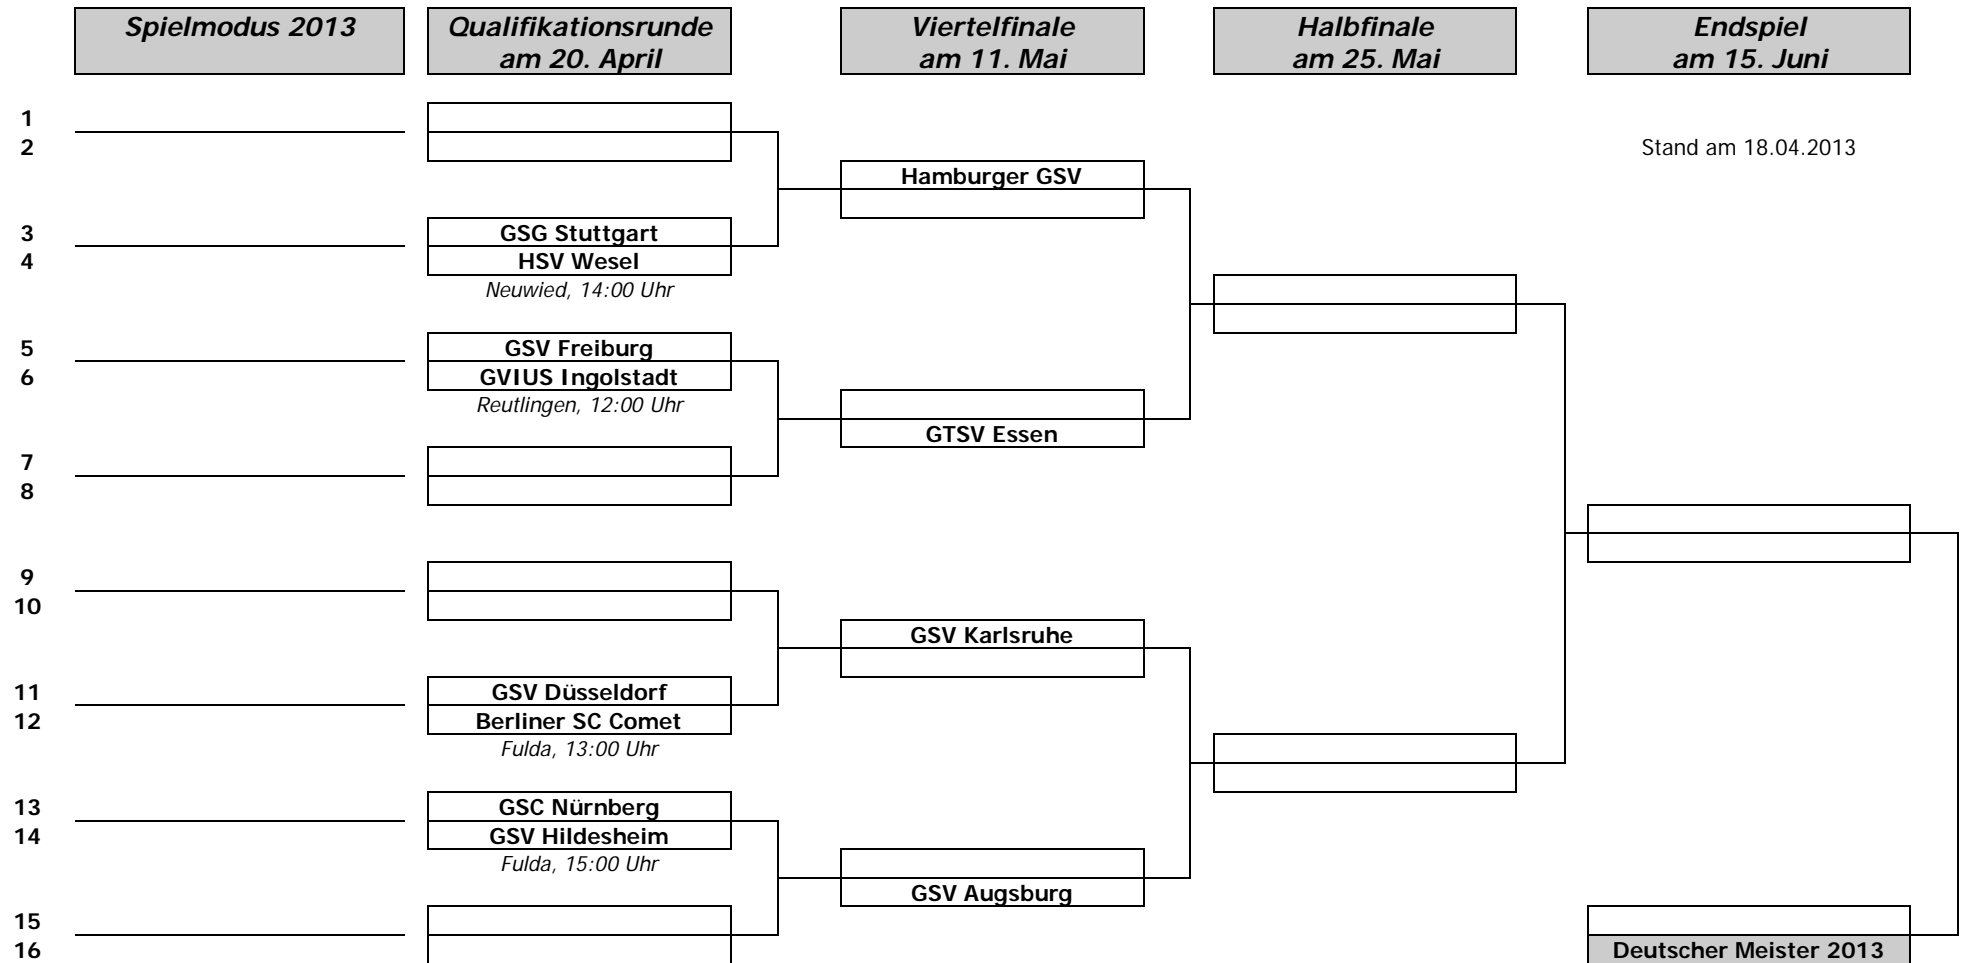 Spielmodus 2013
Qualifikationsrunde
am 20. April
Viertelfinale
am 11. Mai
Halbfinale
am 25. Mai
Endspiel
am 15. Juni
1
2
Stand am 18.04.2013
Hamburger GSV
3
GSG Stuttgart
4
HSV Wesel
Neuwied, 14:00 Uhr
5
GSV Freiburg
6
GVIUS Ingolstadt
Reutlingen, 12:00 Uhr
GTSV Essen
7
8
9
10
GSV Karlsruhe
11
GSV Düsseldorf
12
Berliner SC Comet
Fulda, 13:00 Uhr
13
GSC Nürnberg
14
GSV Hildesheim
Fulda, 15:00 Uhr
GSV Augsburg
15
16
Deutscher Meister 2013